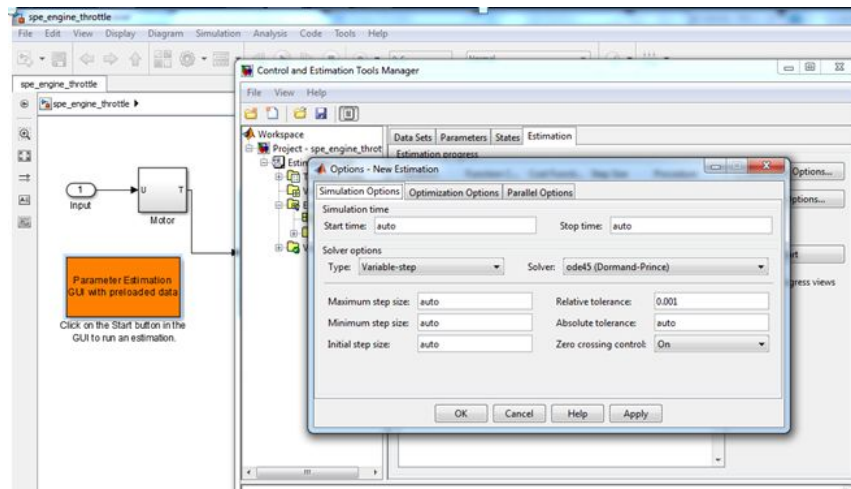 spe_engine_throttle
File Edit View Display Diagram Simulation Analysis Code Tools Help
spe_engine_throttle
spe_engine_throttle
1
Input
U T
Motor
Parameter Estimation
GUI with preloaded data
Click on the Start button in the
GUI to run an estimation.
Control and Estimation Tools Manager
File View Help
Workspace
Project - spe_engine_throt
Data Sets Parameters States Estimation
Estimation progress
Options...
ptions...
gress views
Options - New Estimation
Simulation Options Optimization Options Parallel Options
Simulation time
Start time: auto Stop time: auto
Solver options
Type: Variable-step Solver: ode45 (Dormand-Prince)
Maximum step size: auto Relative tolerance: 0.001
Minimum step size: auto Absolute tolerance: auto
Initial step size: auto Zero crossing control: On
OK Cancel Help Apply